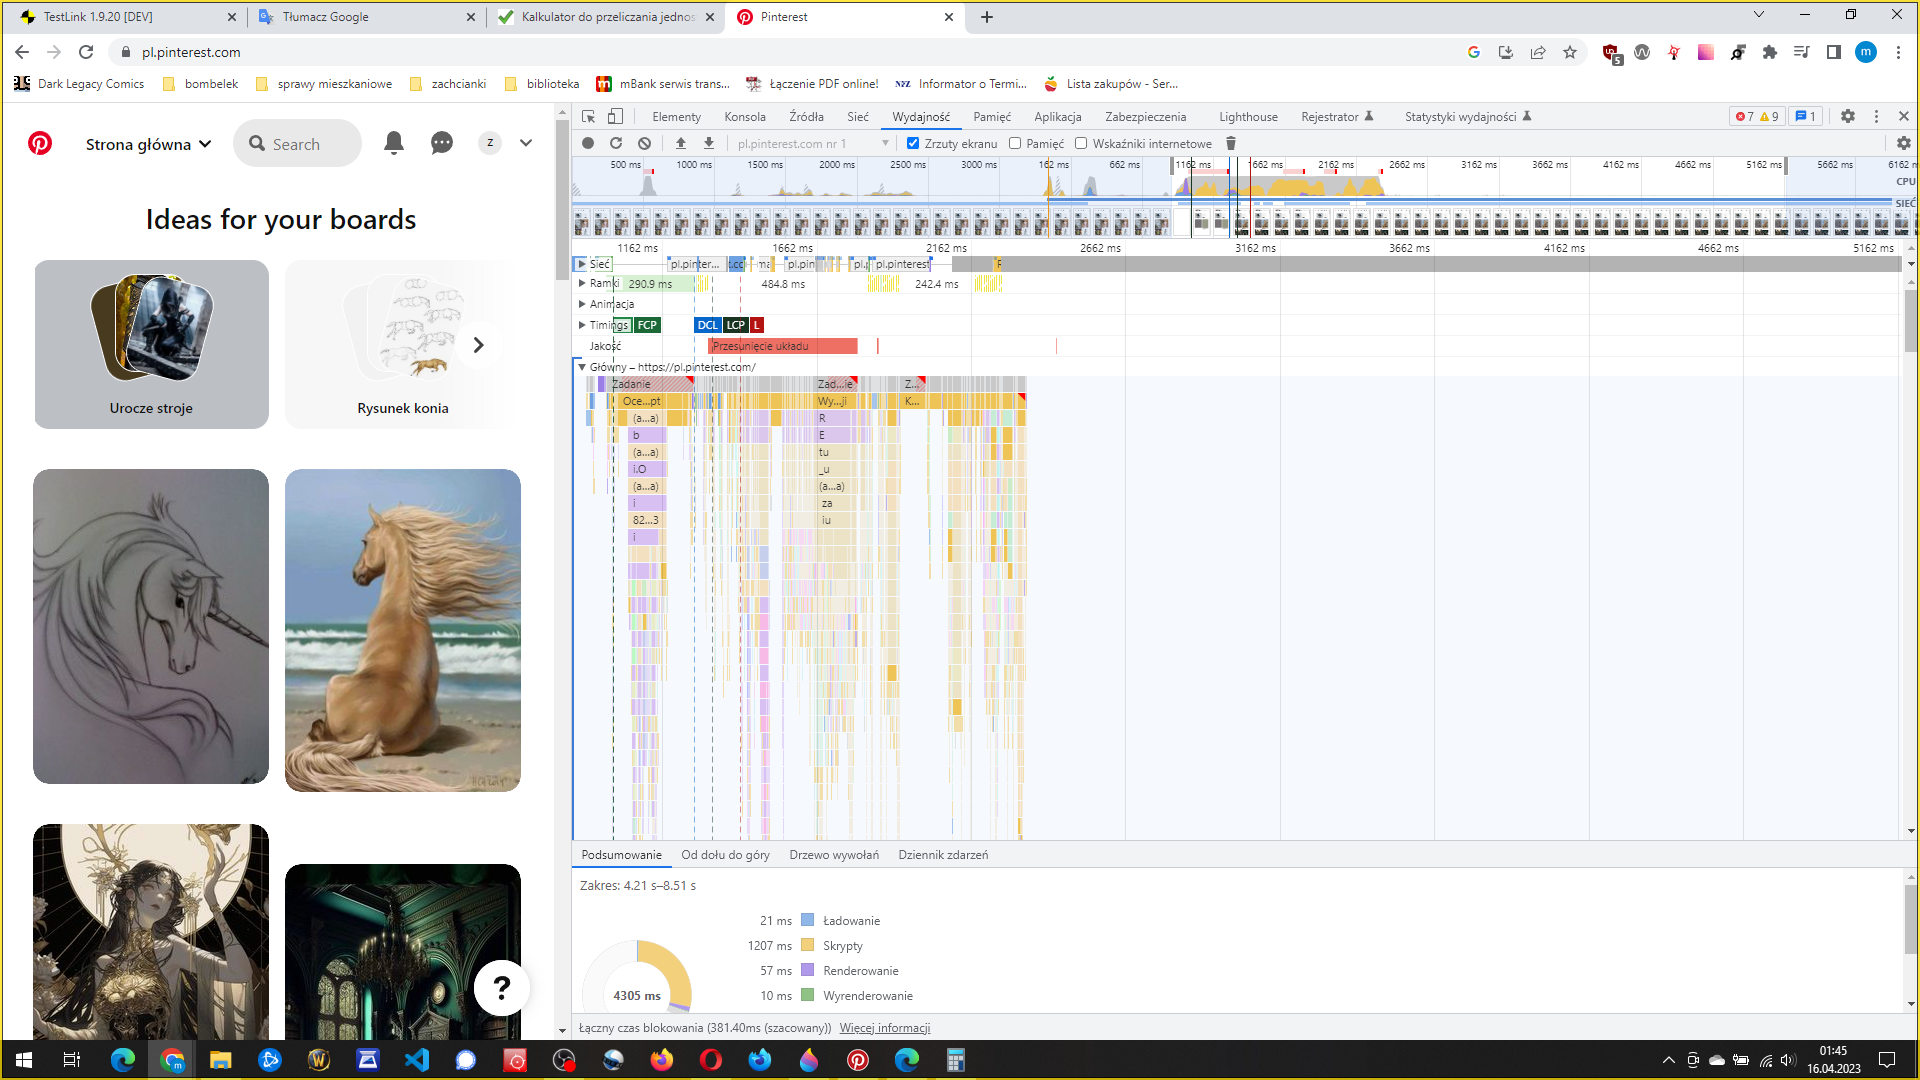 TestLink 1.9.20 [DEV]
Tłumacz Google
Kalkulator do przeliczania jednos
Pinterest
pl.pinterest.com
5
m
Dark Legacy Comics
bombelek
sprawy mieszkaniowe
zachcianki
biblioteka
mBank serwis trans...
Łączenie PDF online!
Informator o Termi...
Lista zakupów – Ser...
Strona główna
Search
z
Ideas for your boards
Urocze stroje
Rysunek konia
?
Elementy
Konsola
Źródła
Sieć
Wydajność
Pamięć
Aplikacja
Zabezpieczenia
Lighthouse
Rejestrator
Statystyki wydajności
7
9
1
pl.pinterest.com nr 1
Zrzuty ekranu
Pamięć
Wskaźniki internetowe
500 ms
1000 ms
1500 ms
2000 ms
2500 ms
3000 ms
162 ms
662 ms
1162 ms
1662 ms
2162 ms
2662 ms
3162 ms
3662 ms
4162 ms
4662 ms
5162 ms
5662 ms
6162 m
CPU
SIEĆ
1162 ms
1662 ms
2162 ms
2662 ms
3162 ms
3662 ms
4162 ms
4662 ms
5162 ms
Sieć
pl.pinter...
pl.pin
pl.pinterest
Ramki
290.9 ms
484.8 ms
242.4 ms
Animacja
Timings
FCP
DCL
LCP
L
Jakość
Przesunięcie układu
Główny – https://pl.pinterest.com/
Zadanie
Zad...ie
Z...
Oce...pt
Wy...ji
K...
(a...a)
R
b
E
(a...a)
tu
i.O
_u
(a...a)
(a...a)
i
za
82...3
iu
i
Podsumowanie
Od dołu do góry
Drzewo wywołań
Dziennik zdarzeń
Zakres: 4.21 s–8.51 s
21 ms
Ładowanie
1207 ms
Skrypty
57 ms
Renderowanie
10 ms
Wyrenderowanie
4305 ms
Łączny czas blokowania (381.40ms (szacowany))
Więcej informacji
01:45
16.04.2023